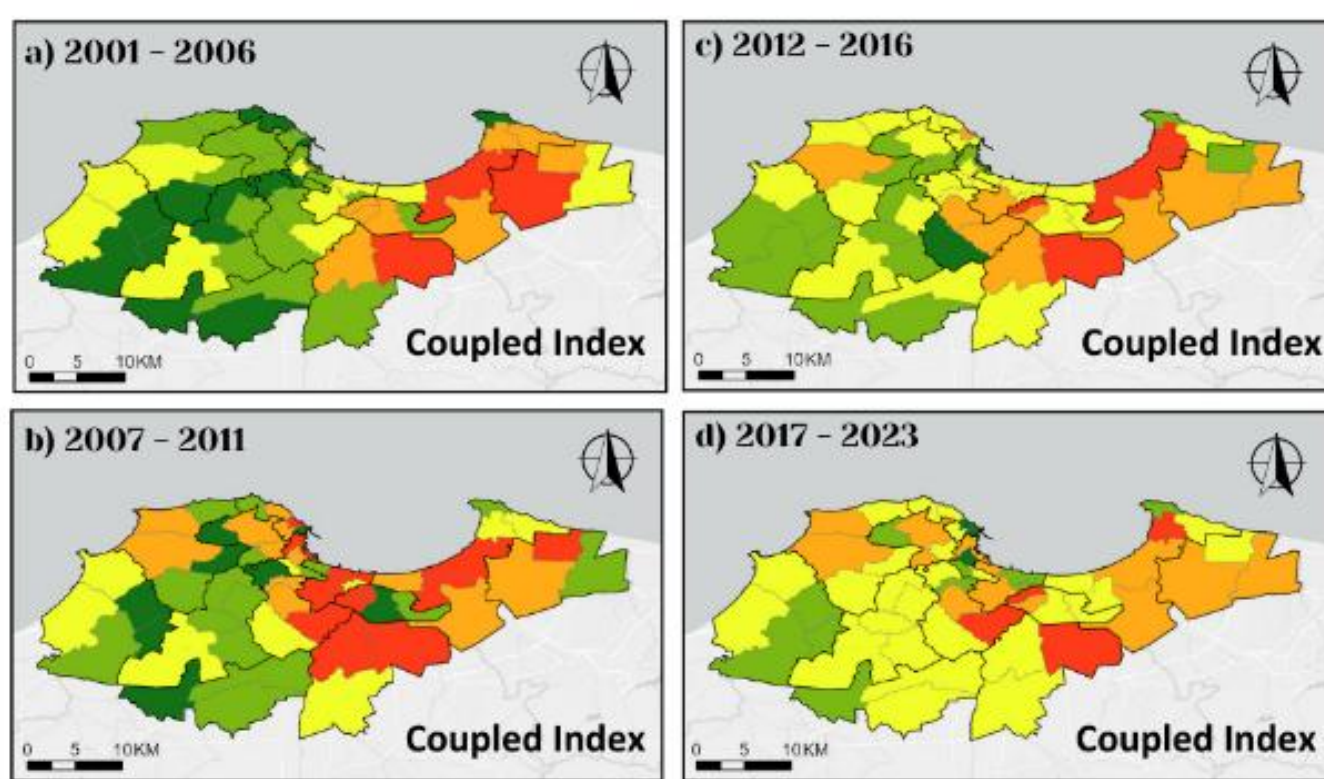 a) 2001 – 2006
Coupled Index
0 5 10KM
c) 2012 – 2016
Coupled Index
0 5 10KM
b) 2007 – 2011
Coupled Index
0 5 10KM
d) 2017 – 2023
Coupled Index
0 5 10KM